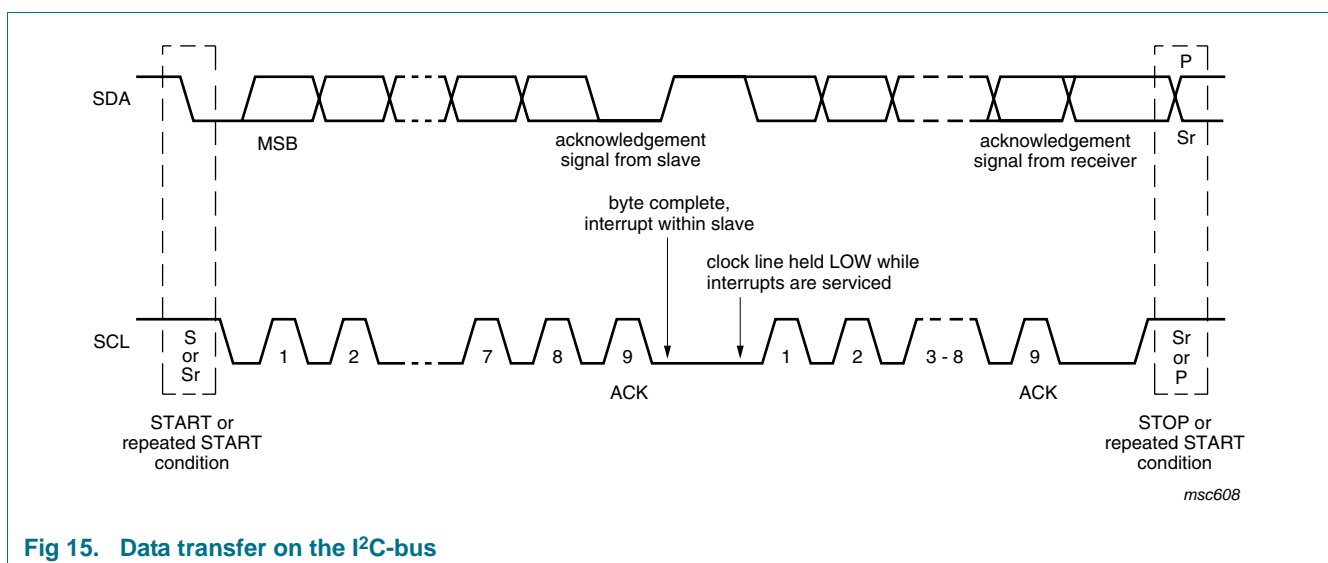 P
SDA
MSB
acknowledgement
signal from slave
acknowledgement
signal from receiver
Sr
byte complete,
interrupt within slave
clock line held LOW while
interrupts are serviced
SCL
S
or
Sr
1
2
7
8
9
1
2
3 - 8
9
Sr
or
P
ACK
ACK
START or
repeated START
condition
STOP or
repeated START
condition
msc608
Fig 15. Data transfer on the I²C-bus